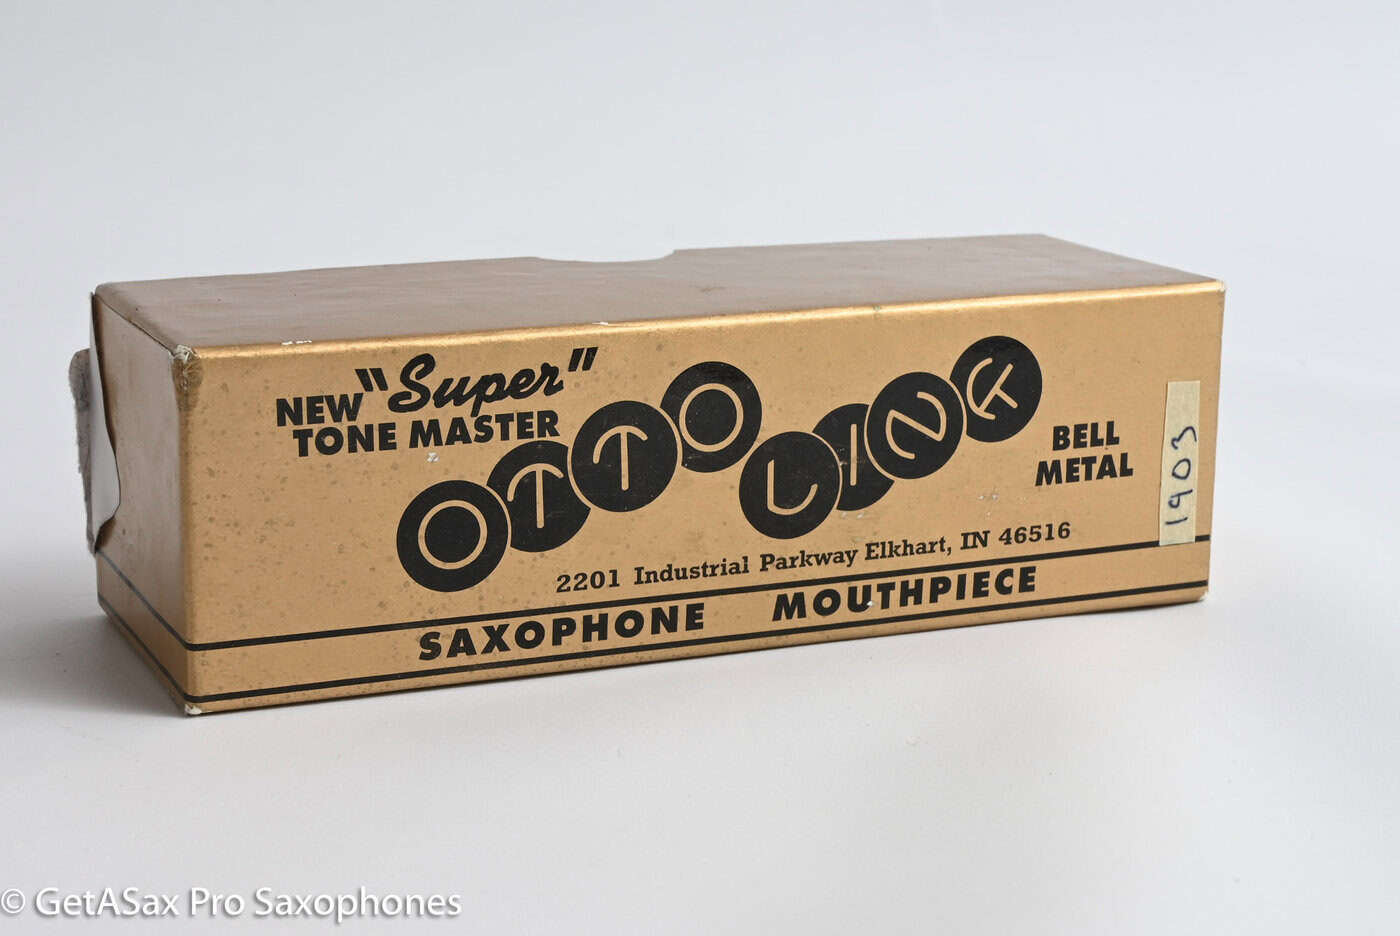 NEW "Super"
TONE MASTER
OTTO LINK
BELL
METAL
1903
2201 Industrial Parkway Elkhart, IN 46516
SAXOPHONE MOUTHPIECE
© GetASax Pro Saxophones